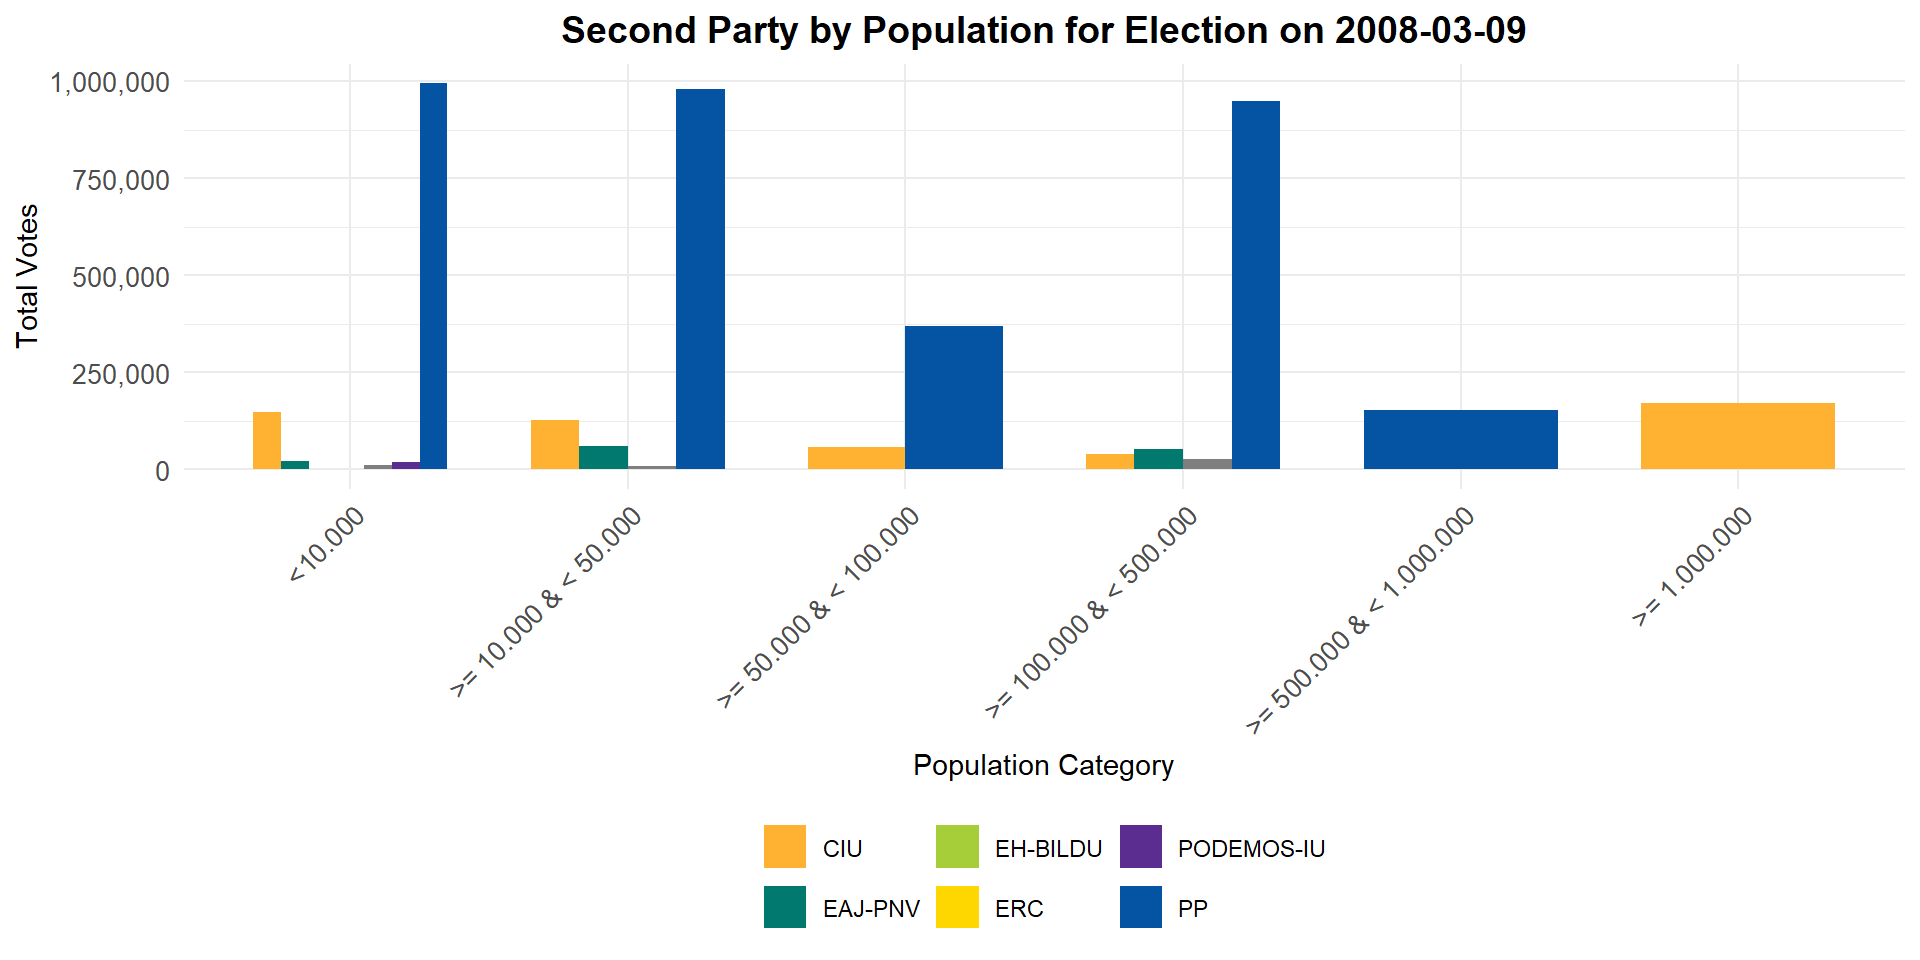 Second Party by Population for Election on 2008-03-09
Total Votes
1,000,000
750,000
500,000
250,000
0
<10.000
>= 10.000 & < 50.000
>= 50.000 & < 100.000
>= 100.000 & < 500.000
>= 500.000 & < 1.000.000
>= 1.000.000
Population Category
CIU
EH-BILDU
PODEMOS-IU
EAJ-PNV
ERC
PP